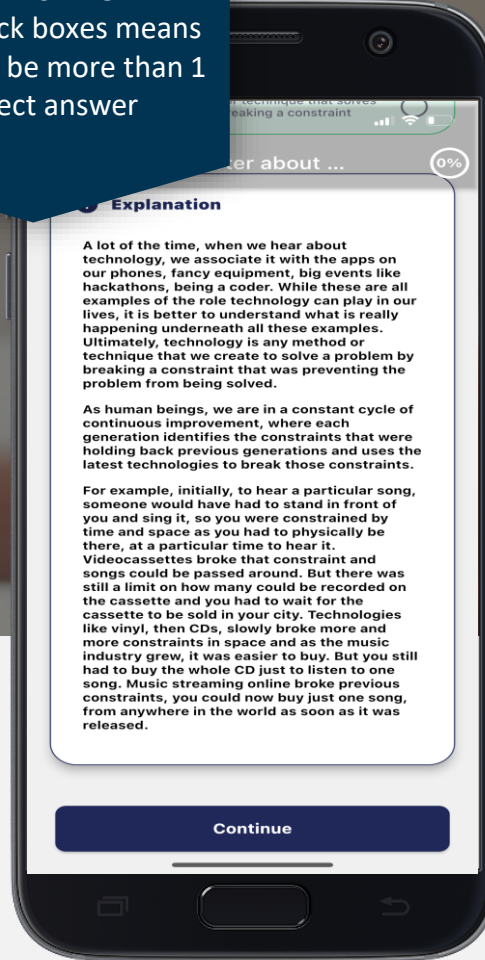 ck boxes means
be more than 1
ect answer
technique that solves
reaking a constraint
ter about ...
0%
Explanation
A lot of the time, when we hear about
technology, we associate it with the apps on
our phones, fancy equipment, big events like
hackathons, being a coder. While these are all
examples of the role technology can play in our
lives, it is better to understand what is really
happening underneath all these examples.
Ultimately, technology is any method or
technique that we create to solve a problem by
breaking a constraint that was preventing the
problem from being solved.
As human beings, we are in a constant cycle of
continuous improvement, where each
generation identifies the constraints that were
holding back previous generations and uses the
latest technologies to break those constraints.
For example, initially, to hear a particular song,
someone would have had to stand in front of
you and sing it, so you were constrained by
time and space as you had to physically be
there, at a particular time to hear it.
Videocassettes broke that constraint and
songs could be passed around. But there was
still a limit on how many could be recorded on
the cassette and you had to wait for the
cassette to be sold in your city. Technologies
like vinyl, then CDs, slowly broke more and
more constraints in space and as the music
industry grew, it was easier to buy. But you still
had to buy the whole CD just to listen to one
song. Music streaming online broke previous
constraints, you could now buy just one song,
from anywhere in the world as soon as it was
released.
Continue